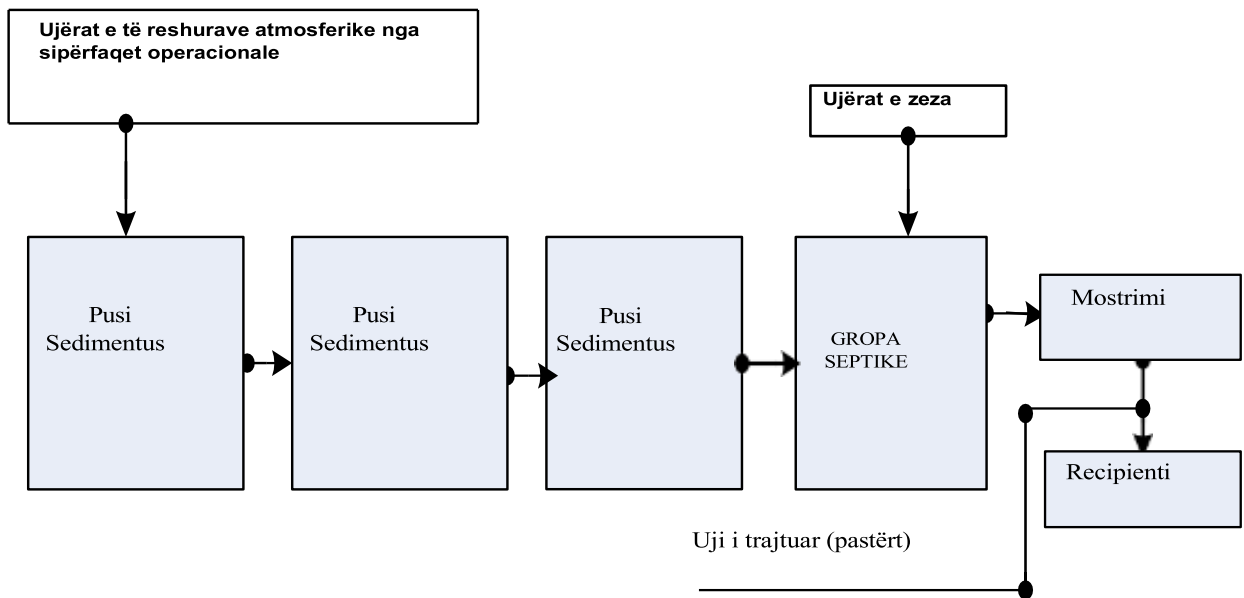 Ujërat e të reshurave atmosferike nga
sipërfaqet operacionale
Ujërat e zeza
Pusi
Sedimentus
Pusi
Sedimentus
Pusi
Sedimentus
GROPA
SEPTIKE
Mostrimi
Recipienti
Uji i trajtuar (pastërt)